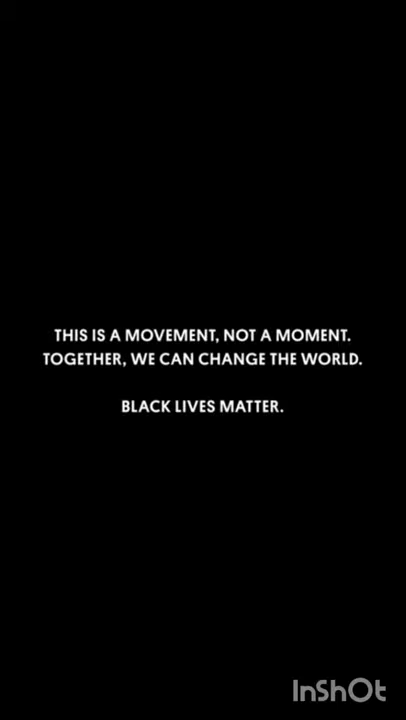 THIS IS A MOVEMENT, NOT A MOMENT.
TOGETHER, WE CAN CHANGE THE WORLD.
BLACK LIVES MATTER.
InShOt